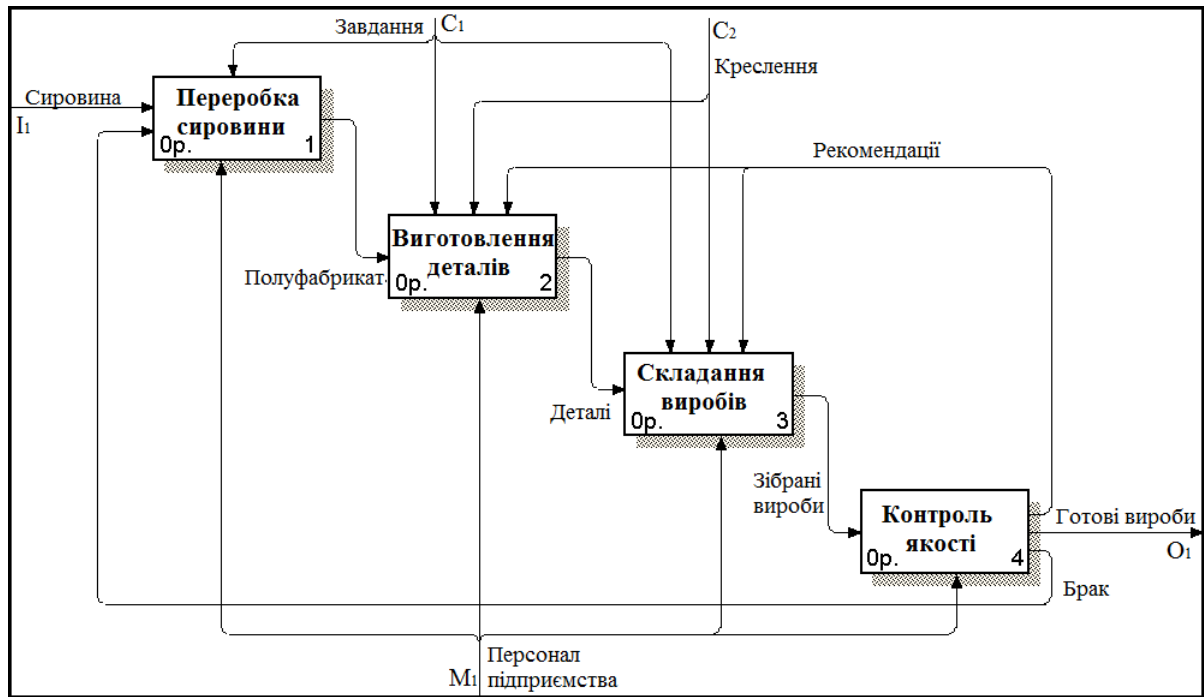 Завдання
C1
C2
Креслення
Сировина
I1
Переробка
сировини
0р.
1
Рекомендації
Виготовлення
деталів
0р.
2
Полуфабрикат
Складання
виробів
0р.
3
Деталі
Зібрані
вироби
Контроль
якості
0р.
4
Готові вироби
O1
Брак
M1
Персонал
підприємства